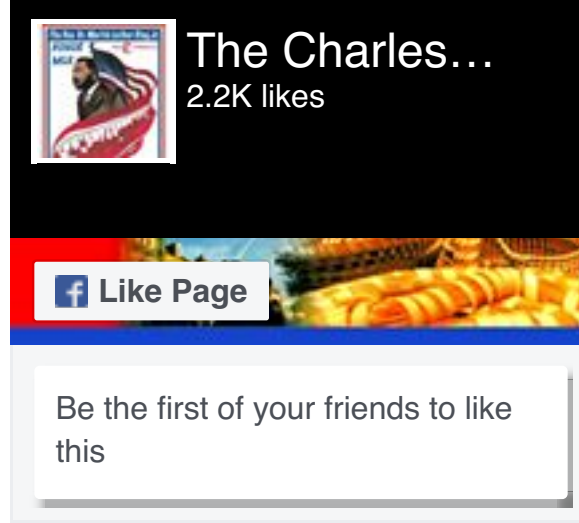 The Charles…
2.2K likes
Like Page
Be the first of your friends to like
this